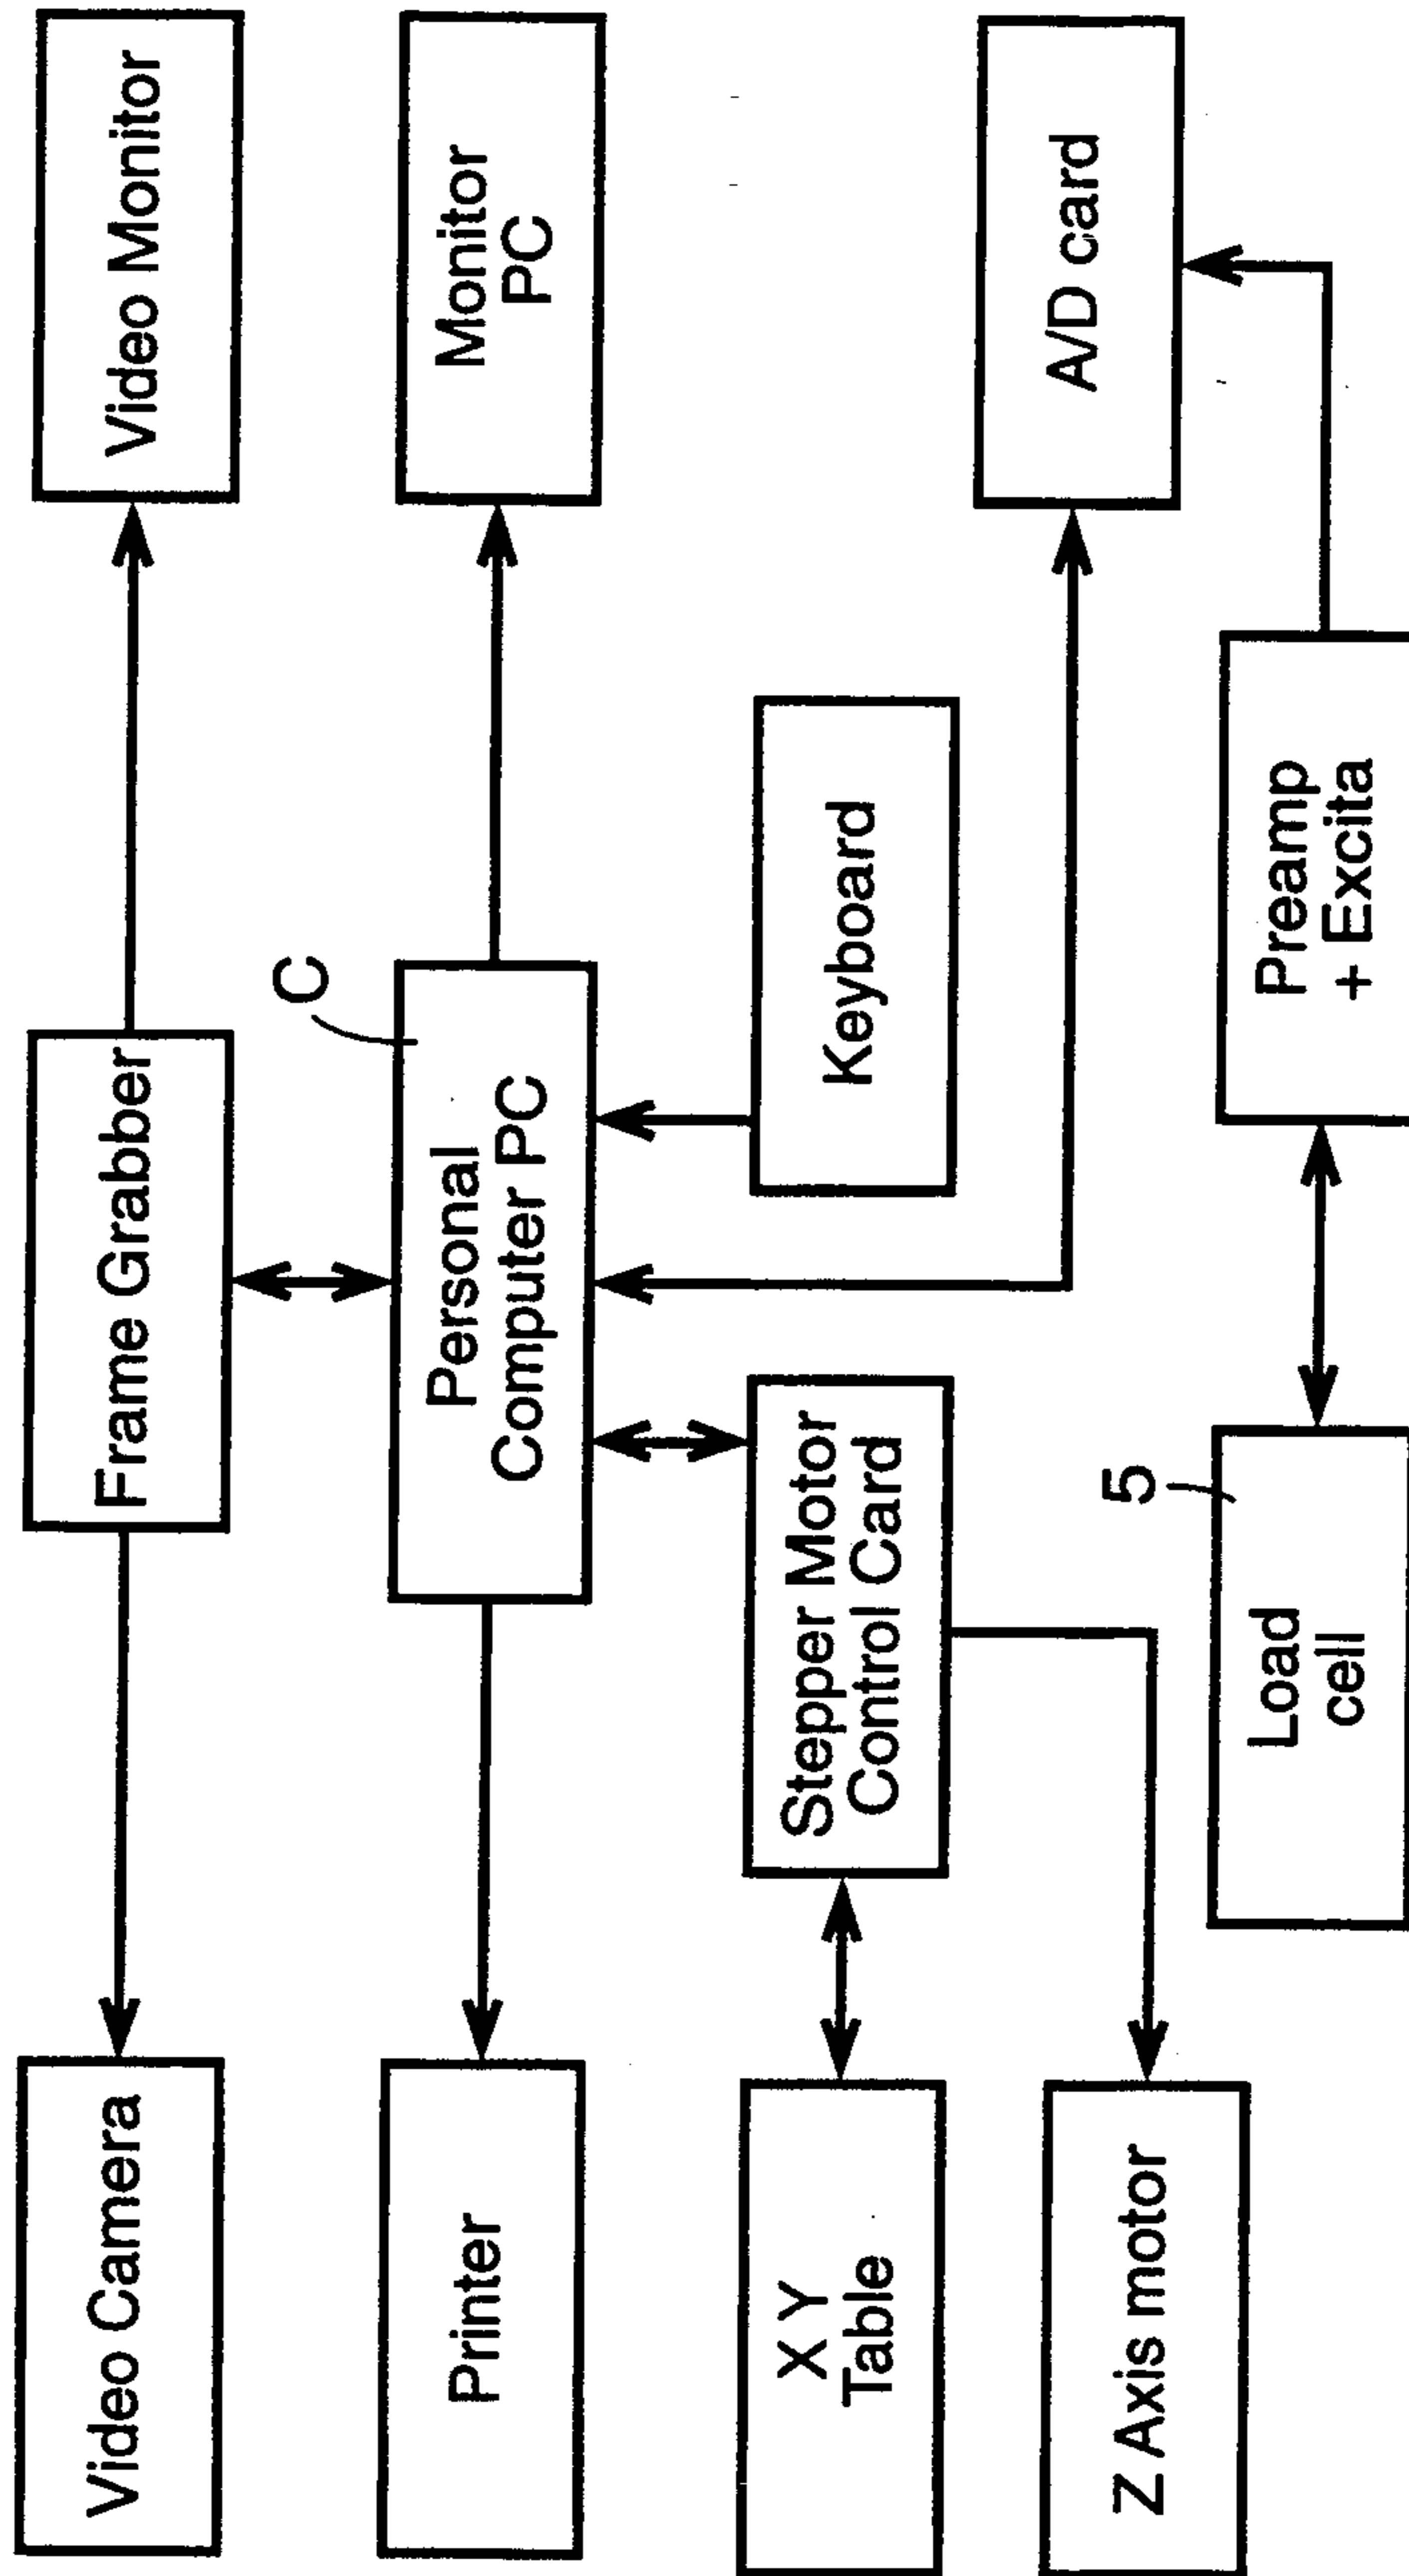 Video Camera
Frame Grabber
Video Monitor
C
Printer
Personal
Computer PC
Monitor
PC
X Y
Table
Stepper Motor
Control Card
Keyboard
Z Axis motor
A/D card
5
Load
cell
Preamp
+ Excita